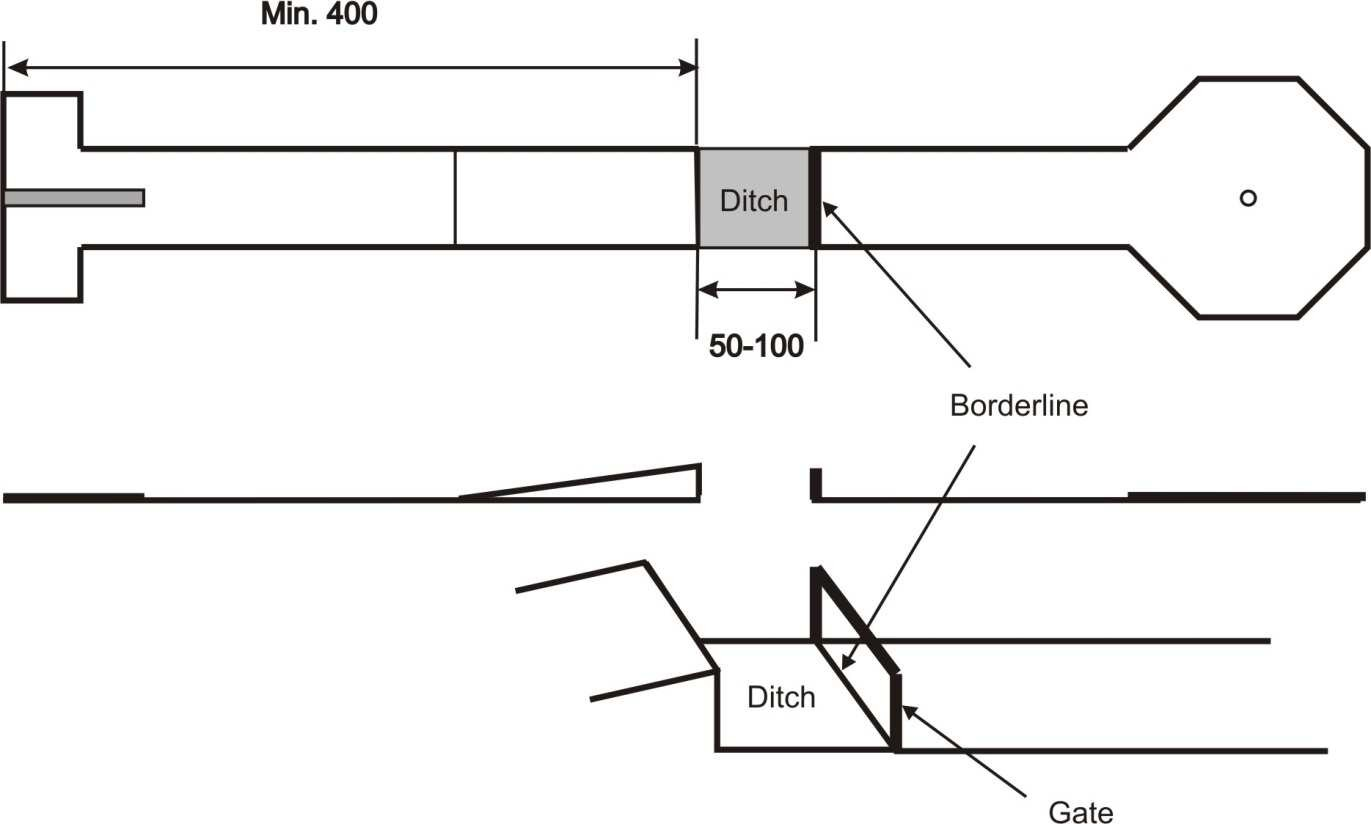 Min. 400
Ditch
50-100
Borderline
Ditch
Gate